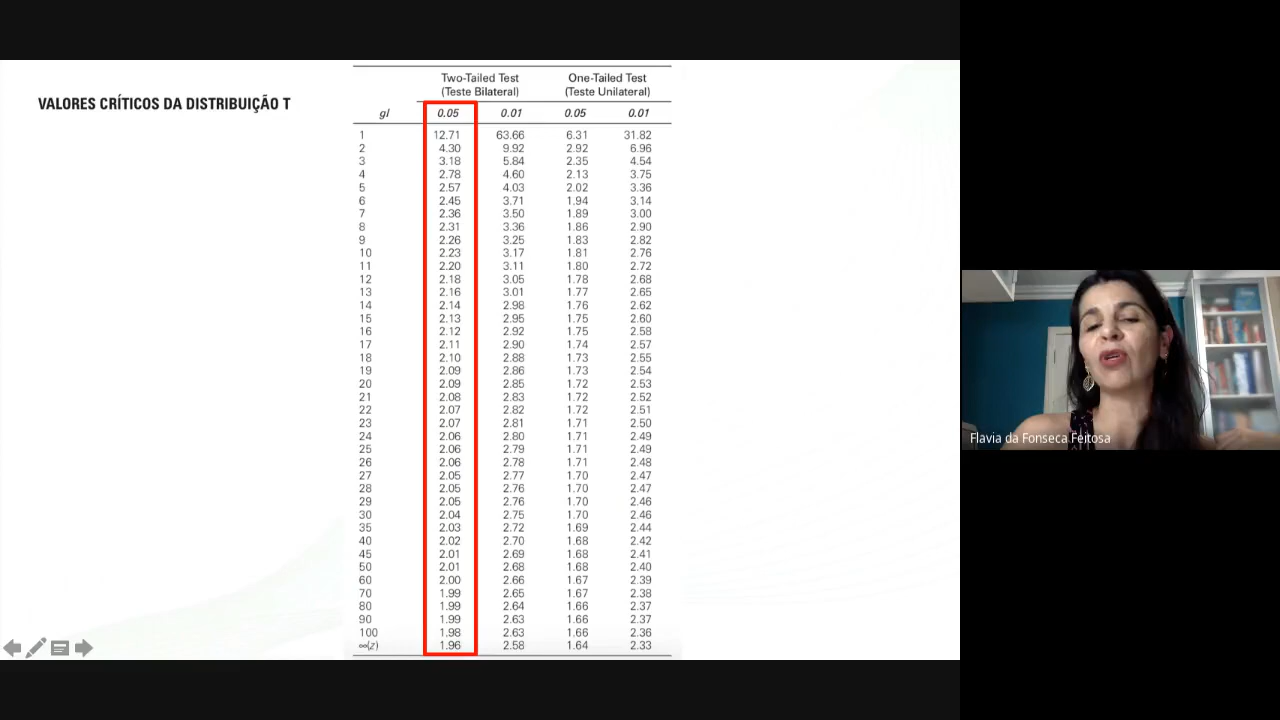 VALORES CRÍTICOS DA DISTRIBUIÇÃO T
Two-Tailed Test One-Tailed Test
(Teste Bilateral) (Teste Unilateral)
gl 0.05 0.01 0.05 0.01
1 12.71 63.66 6.31 31.82
2 4.30 9.92 2.92 6.96
3 3.18 5.84 2.35 4.54
4 2.78 4.60 2.13 3.75
5 2.57 4.03 2.02 3.36
6 2.45 3.71 1.94 3.14
7 2.36 3.50 1.89 3.00
8 2.31 3.36 1.86 2.90
9 2.26 3.25 1.83 2.82
10 2.23 3.17 1.81 2.76
11 2.20 3.11 1.80 2.72
12 2.18 3.05 1.78 2.68
13 2.16 3.01 1.77 2.65
14 2.14 2.98 1.76 2.62
15 2.13 2.95 1.75 2.60
16 2.12 2.92 1.75 2.58
17 2.11 2.90 1.74 2.57
18 2.10 2.88 1.73 2.55
19 2.09 2.86 1.73 2.54
20 2.09 2.85 1.72 2.53
21 2.08 2.83 1.72 2.52
22 2.07 2.82 1.72 2.51
23 2.07 2.81 1.71 2.50
24 2.06 2.80 1.71 2.49
25 2.06 2.79 1.71 2.49
26 2.06 2.78 1.71 2.48
27 2.05 2.77 1.70 2.47
28 2.05 2.76 1.70 2.47
29 2.05 2.76 1.70 2.46
30 2.04 2.75 1.70 2.46
35 2.03 2.72 1.69 2.44
40 2.02 2.70 1.68 2.42
45 2.01 2.69 1.68 2.41
50 2.01 2.68 1.68 2.40
60 2.00 2.66 1.67 2.39
70 1.99 2.65 1.67 2.38
80 1.99 2.64 1.66 2.37
90 1.99 2.63 1.66 2.37
100 1.98 2.63 1.66 2.36
∞(z) 1.96 2.58 1.64 2.33
Flavia da Fonseca Feitosa